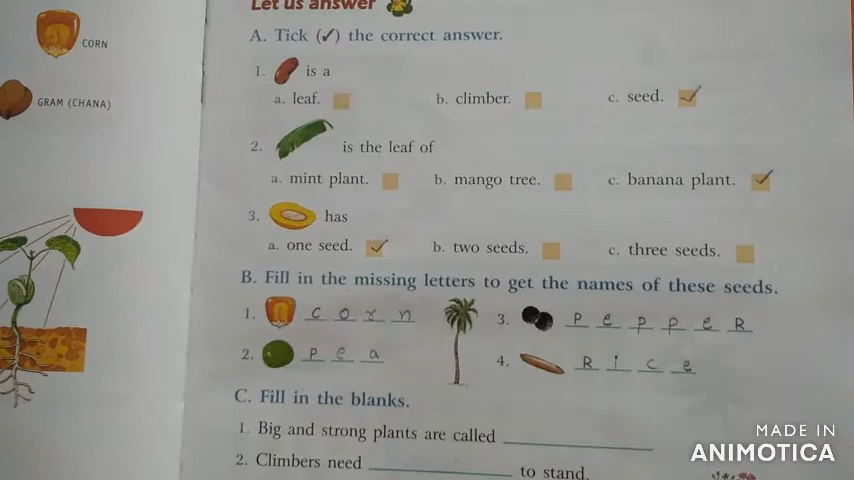 Let us answer
CORN
GRAM (CHANA)
A. Tick (✓) the correct answer.
1. is a
a. leaf. b. climber. c. seed. ✓
2. is the leaf of
a. mint plant. b. mango tree. c. banana plant. ✓
3. has
a. one seed. ✓ b. two seeds. c. three seeds.
B. Fill in the missing letters to get the names of these seeds.
1. c o r n 3. P e p p e R
2. p e a 4. R i c e
C. Fill in the blanks.
1. Big and strong plants are called ____________
2. Climbers need ____________ to stand.
MADE IN
ANIMOTICA